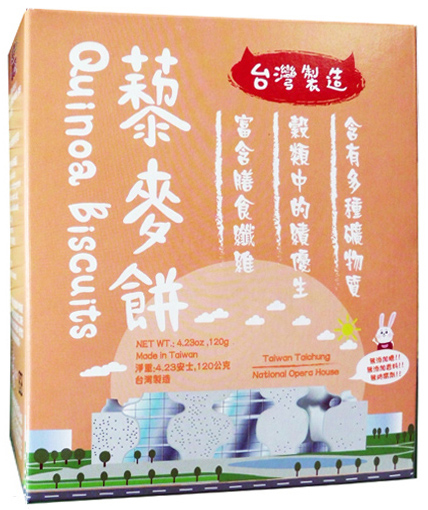 台灣製造
藜麥餅
Quinoa Biscuits
含有多種礦物質
穀類中的績優生
富含膳食纖維
NET WT.: 4.23oz ,120g
Made in Taiwan
淨重:4.23安士,120公克
台灣製造
Taiwan Taichung
National Opera House